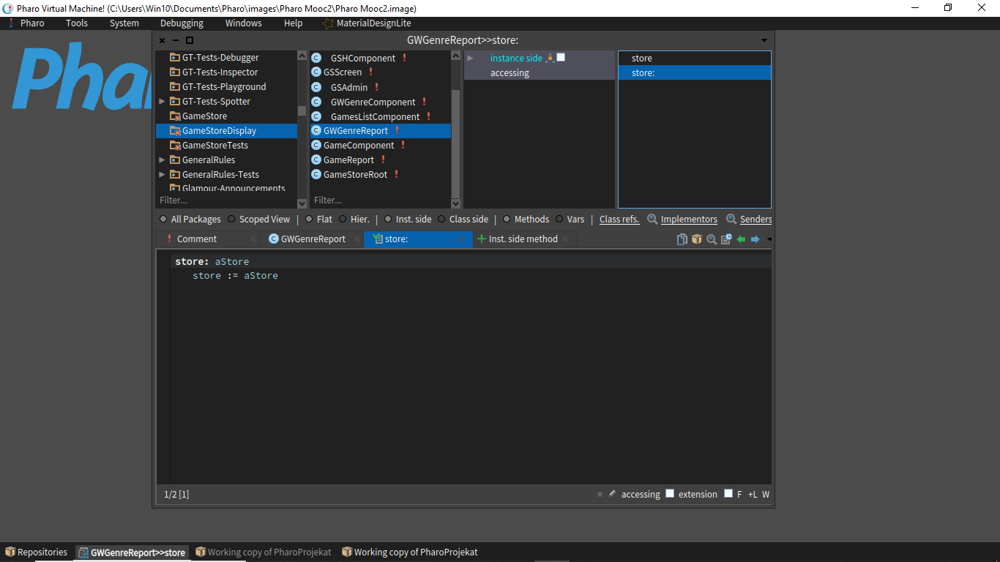 Pharo Virtual Machine! (C:\Users\Win10\Documents\Pharo\images\Pharo Mooc2\Pharo Mooc2.image)
Pharo Tools System Debugging Windows Help MaterialDesignLite
GWGenreReport>>store:
GT-Tests-Debugger
GT-Tests-Inspector
GT-Tests-Playground
GT-Tests-Spotter
GameStore
GameStoreDisplay
GameStoreTests
GeneralRules
GeneralRules-Tests
Glamour-Announcements
Filter...
GSHComponent
GSScreen
GSAdmin
GWGenreComponent
GamesListComponent
GWGenreReport
GameComponent
GameReport
GameStoreRoot
Filter...
instance side
accessing
store
store:
All Packages Scoped View | Flat Hier. | Inst. side Class side | Methods Vars Class refs. Implementors Senders
Comment GWGenreReport store: Inst. side method
store: aStore
store := aStore
1/2 [1] accessing extension F +L W
Repositories GWGenreReport>>store Working copy of PharoProjekat Working copy of PharoProjekat